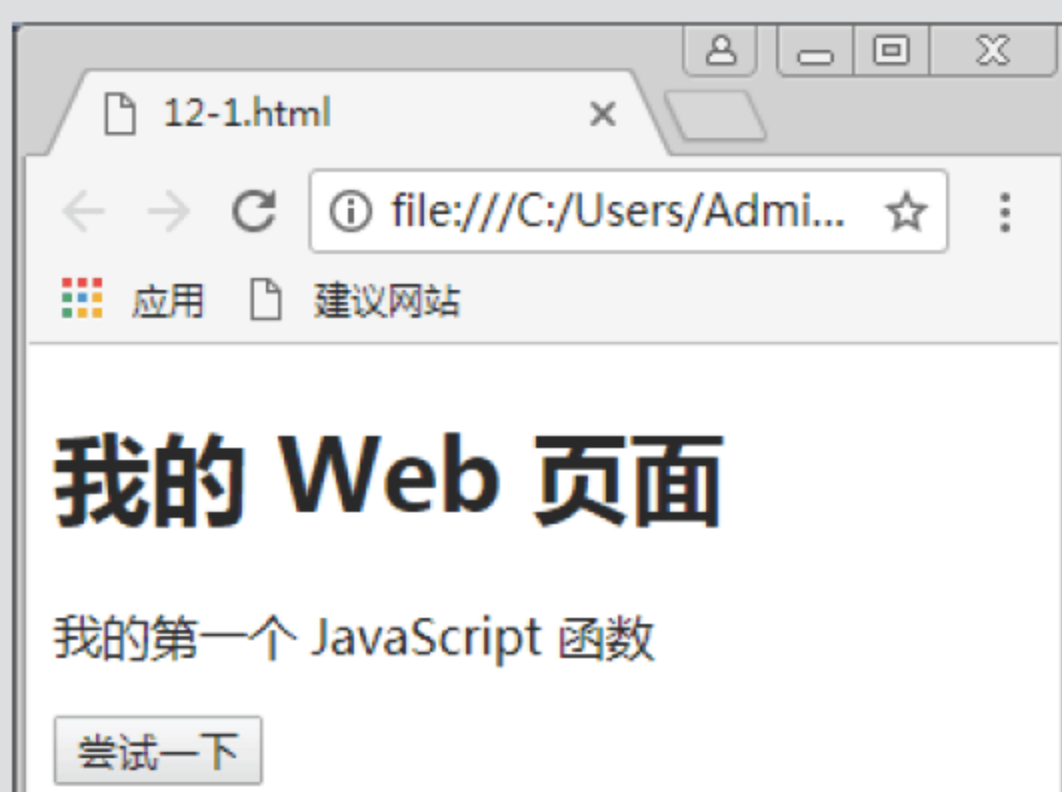 12-1.html
file:///C:/Users/Admi...
应用 建议网站
我的 Web 页面
我的第一个 JavaScript 函数
尝试一下